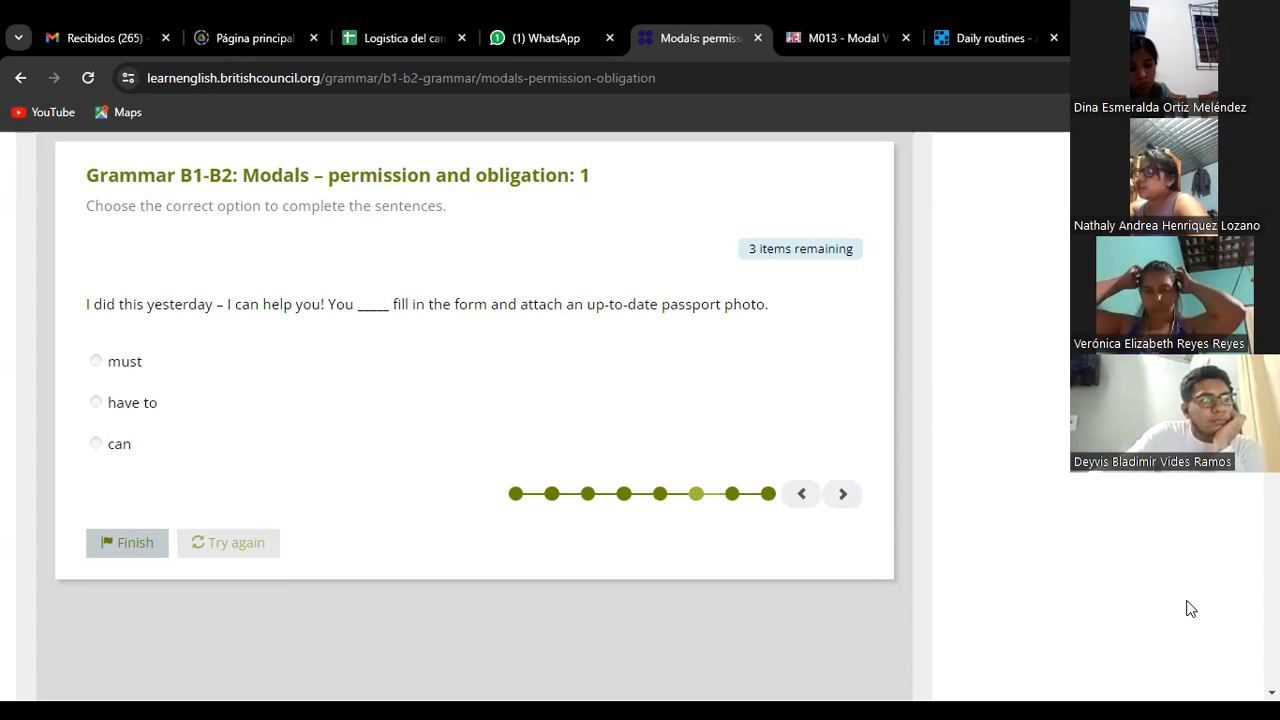 Recibidos (265)
Página principal
Logistica del car
(1) WhatsApp
Modals: permiss
M013 - Modal V
Daily routines -
learnenglish.britishcouncil.org/grammar/b1-b2-grammar/modals-permission-obligation
YouTube
Maps
Grammar B1-B2: Modals – permission and obligation: 1
Choose the correct option to complete the sentences.
3 items remaining
I did this yesterday – I can help you! You _____ fill in the form and attach an up-to-date passport photo.
must
have to
can
Finish
Try again
Dina Esmeralda Ortiz Meléndez
Nathaly Andrea Henriquez Lozano
Verónica Elizabeth Reyes Reyes
Deyvis Bladimir Vides Ramos